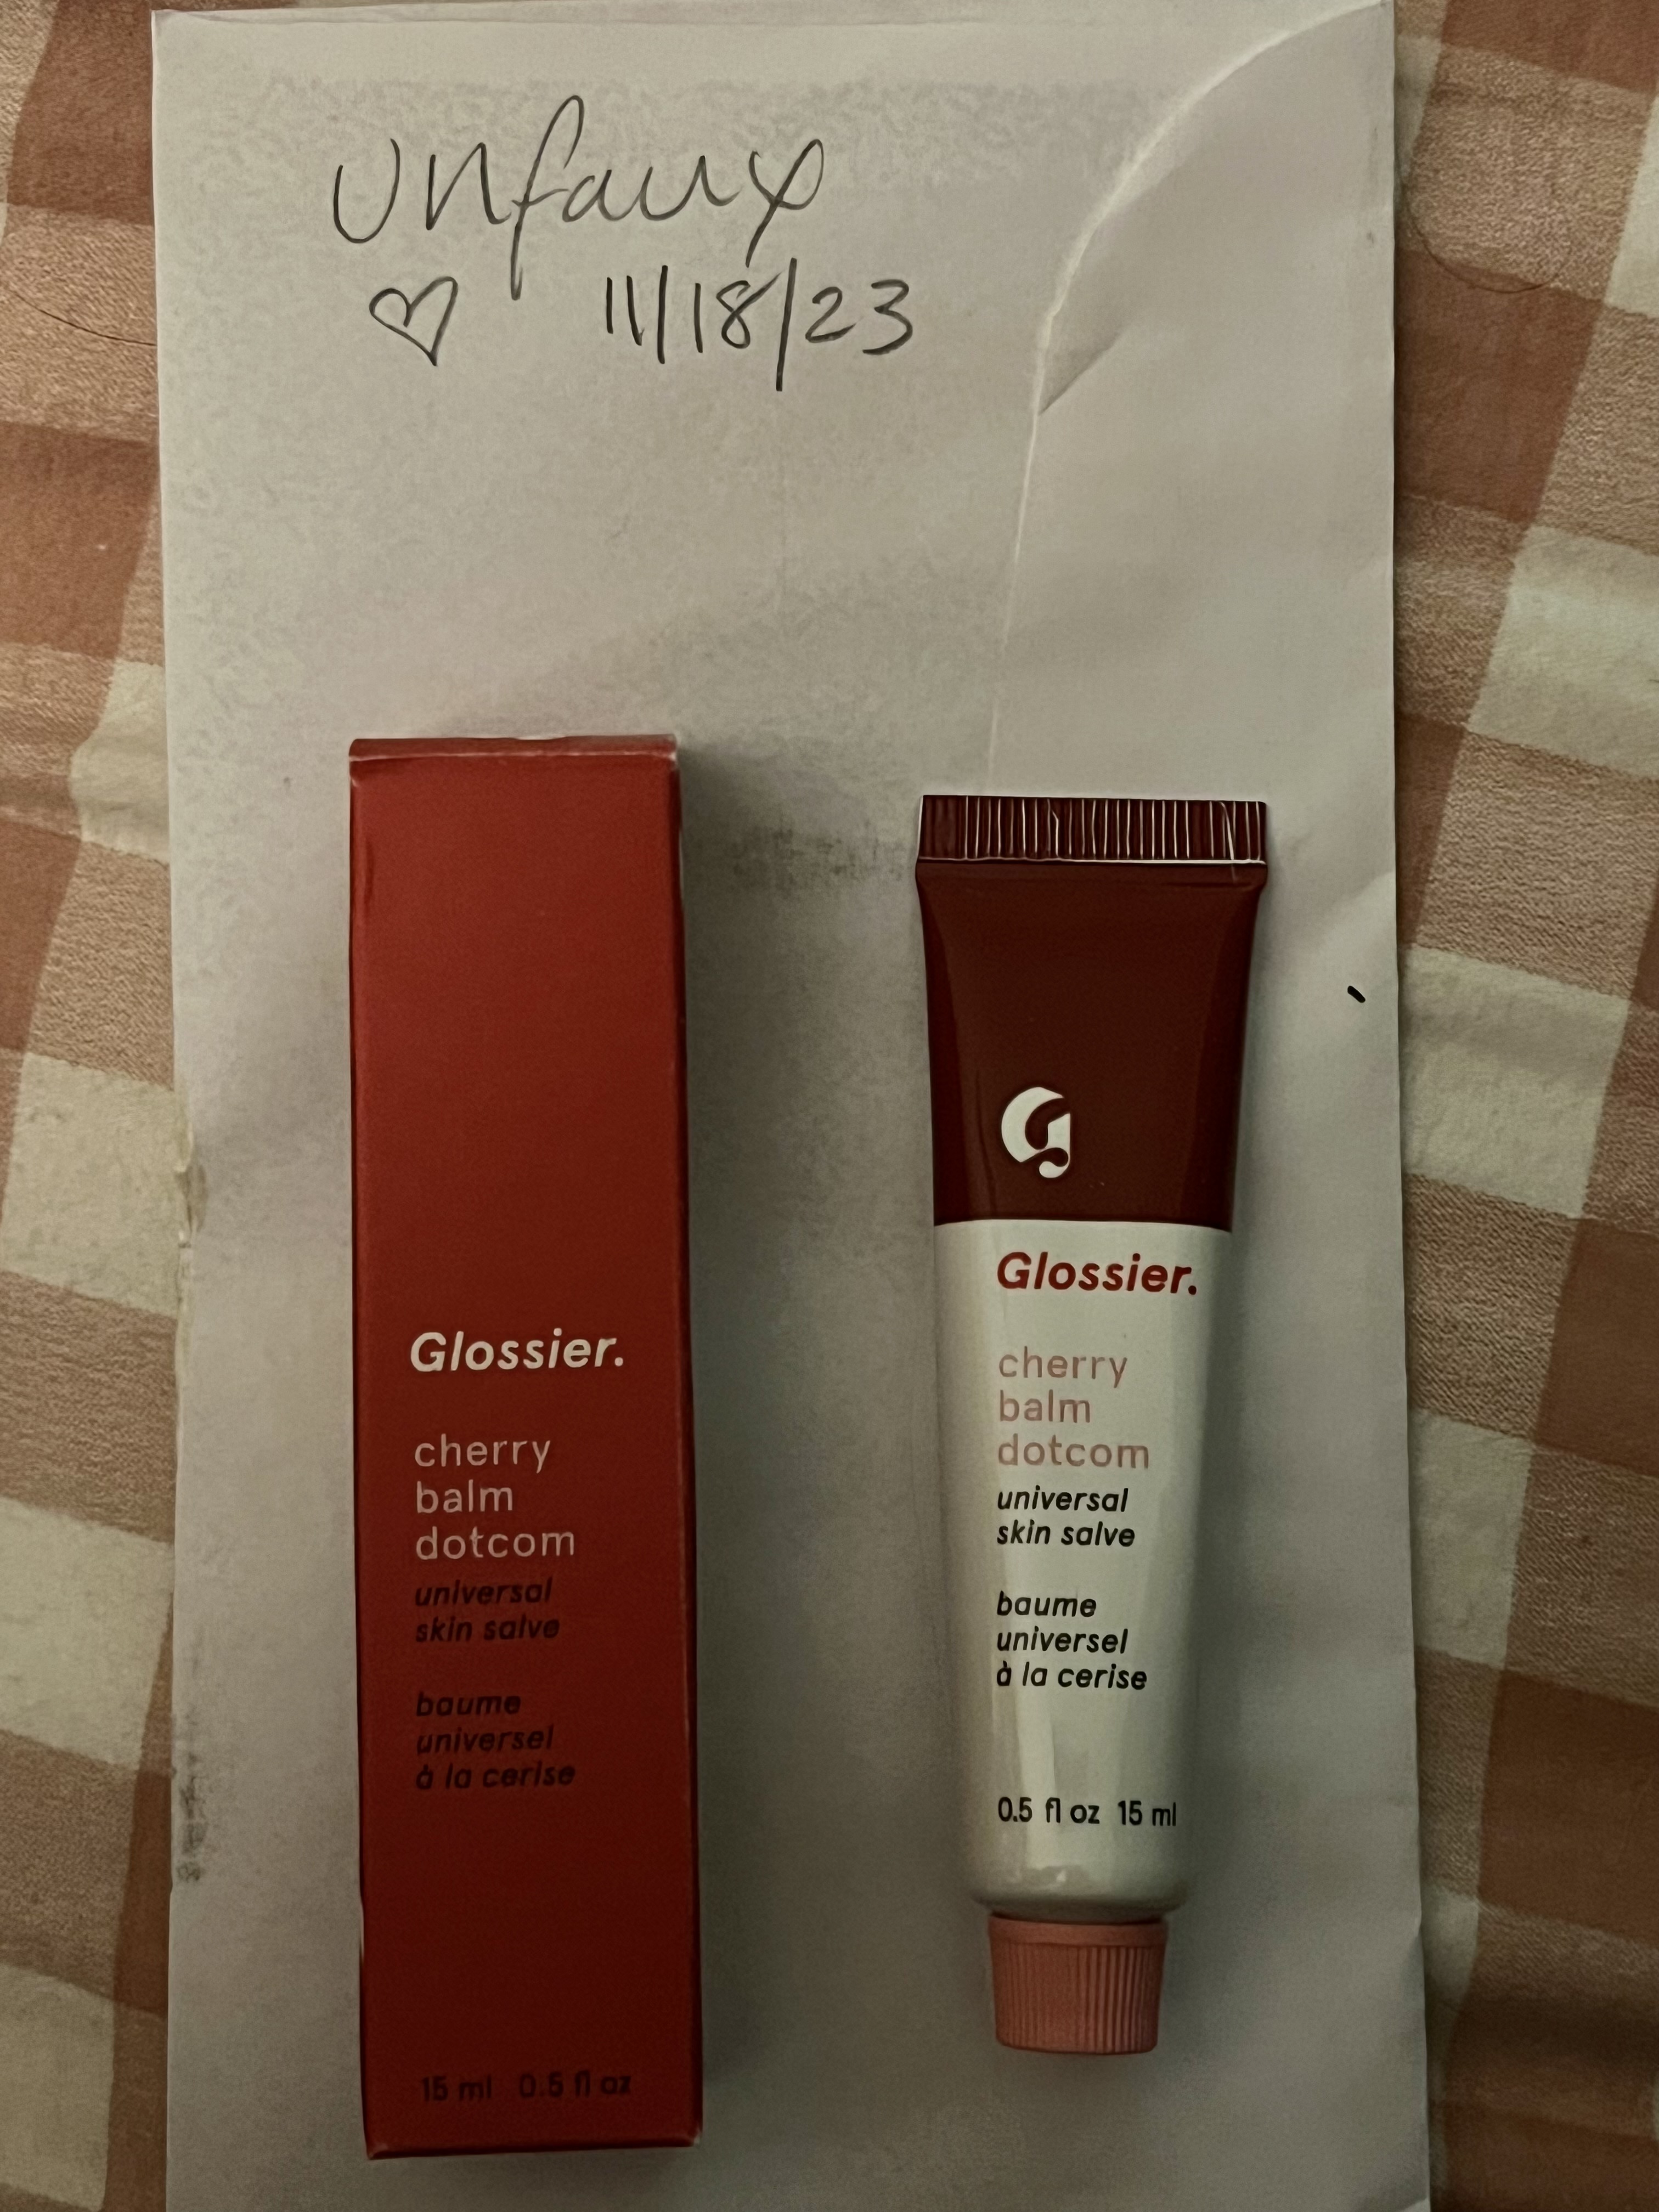 unfaux
♡ 11/18/23
Glossier.
cherry
balm
dotcom
universal
skin salve
baume
universel
à la cerise
15 ml 0.5 fl oz
G
Glossier.
cherry
balm
dotcom
universal
skin salve
baume
universel
à la cerise
0.5 fl oz 15 ml